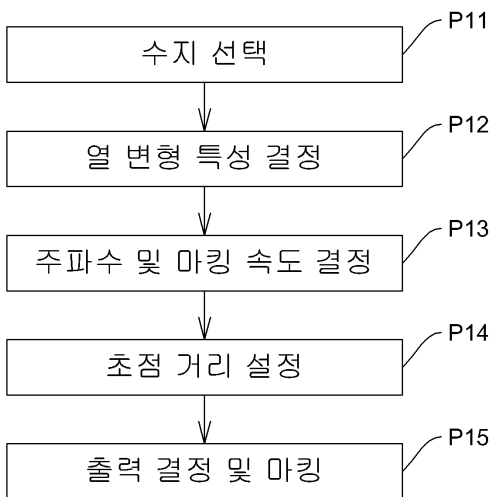 P11
수지 선택
P12
열 변형 특성 결정
P13
주파수 및 마킹 속도 결정
P14
초점 거리 설정
P15
출력 결정 및 마킹